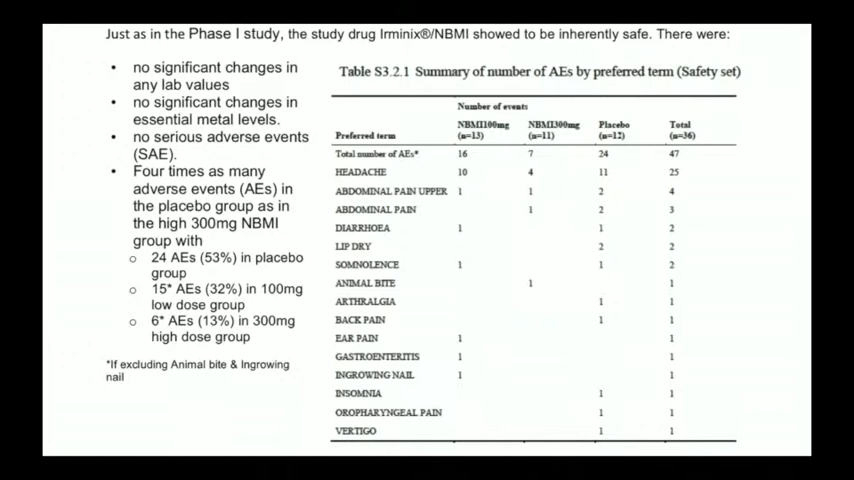 Just as in the Phase I study, the study drug Irminix®/NBMI showed to be inherently safe. There were:
• no significant changes in
any lab values
• no significant changes in
essential metal levels.
• no serious adverse events
(SAE).
• Four times as many
adverse events (AEs) in
the placebo group as in
the high 300mg NBMI
group with
o 24 AEs (53%) in placebo
group
o 15* AEs (32%) in 100mg
low dose group
o 6* AEs (13%) in 300mg
high dose group
*If excluding Animal bite & Ingrowing
nail
Table S3.2.1 Summary of number of AEs by preferred term (Safety set)
Number of events
NBMI100mg NBMI300mg Placebo Total
Preferred term (n=13) (n=11) (n=12) (n=36)
Total number of AEs* 16 7 24 47
HEADACHE 10 4 11 25
ABDOMINAL PAIN UPPER 1 1 2 4
ABDOMINAL PAIN 1 2 3
DIARRHOEA 1 1 2
LIP DRY 2 2
SOMNOLENCE 1 1 2
ANIMAL BITE 1 1
ARTHRALGIA 1 1
BACK PAIN 1 1
EAR PAIN 1 1
GASTROENTERITIS 1 1
INGROWING NAIL 1 1
INSOMNIA 1 1
OROPHARYNGEAL PAIN 1 1
VERTIGO 1 1